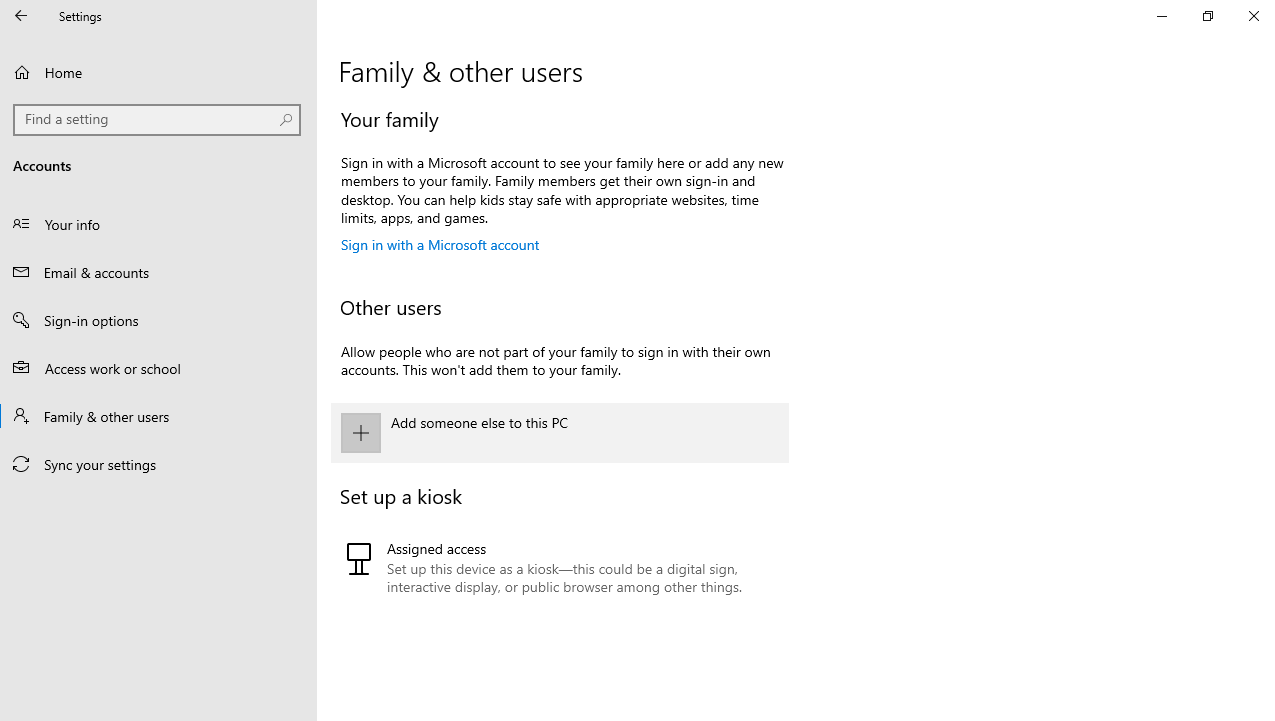 Settings
Home
Find a setting
Accounts
Your info
Email & accounts
Sign-in options
Access work or school
Family & other users
Sync your settings
Family & other users
Your family
Sign in with a Microsoft account to see your family here or add any new
members to your family. Family members get their own sign-in and
desktop. You can help kids stay safe with appropriate websites, time
limits, apps, and games.
Sign in with a Microsoft account
Other users
Allow people who are not part of your family to sign in with their own
accounts. This won't add them to your family.
Add someone else to this PC
Set up a kiosk
Assigned access
Set up this device as a kiosk—this could be a digital sign,
interactive display, or public browser among other things.